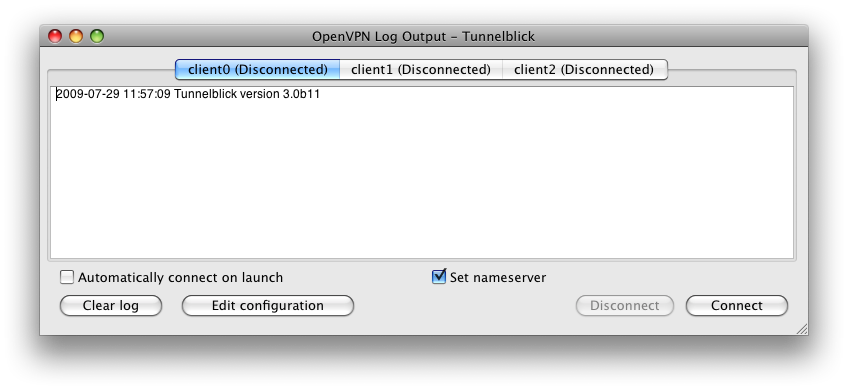 OpenVPN Log Output – Tunnelblick
client0 (Disconnected) client1 (Disconnected) client2 (Disconnected)
2009-07-29 11:57:09 Tunnelblick version 3.0b11
Automatically connect on launch Set nameserver
Clear log Edit configuration Disconnect Connect